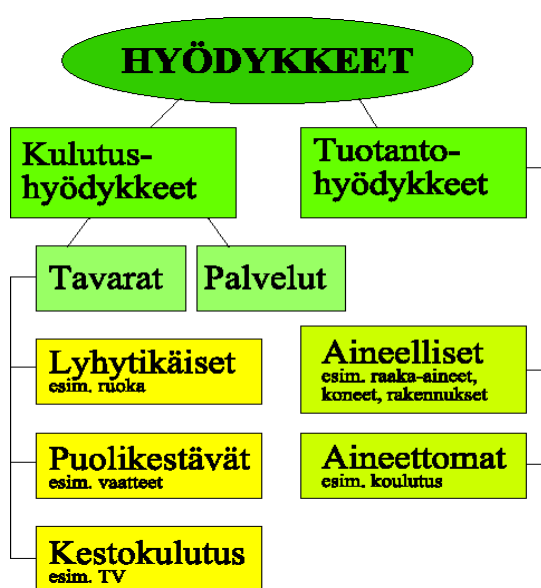 HYÖDYKKEET
Kulutus-
hyödykkeet
Tuotanto-
hyödykkeet
Tavarat
Palvelut
Lyhytikäiset
esim. ruoka
Puolikestävät
esim. vaatteet
Kestokulutus
esim. TV
Aineelliset
esim. raaka-aineet,
koneet, rakennukset
Aineettomat
esim. koulutus